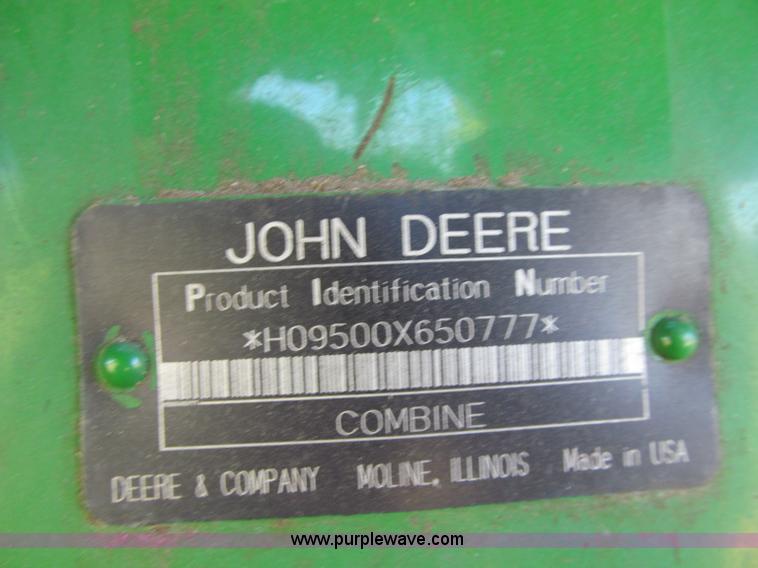 JOHN DEERE
Product Identification Number
*H09500X650777*
COMBINE
DEERE & COMPANY MOLINE, ILLINOIS Made in USA
www.purplewave.com